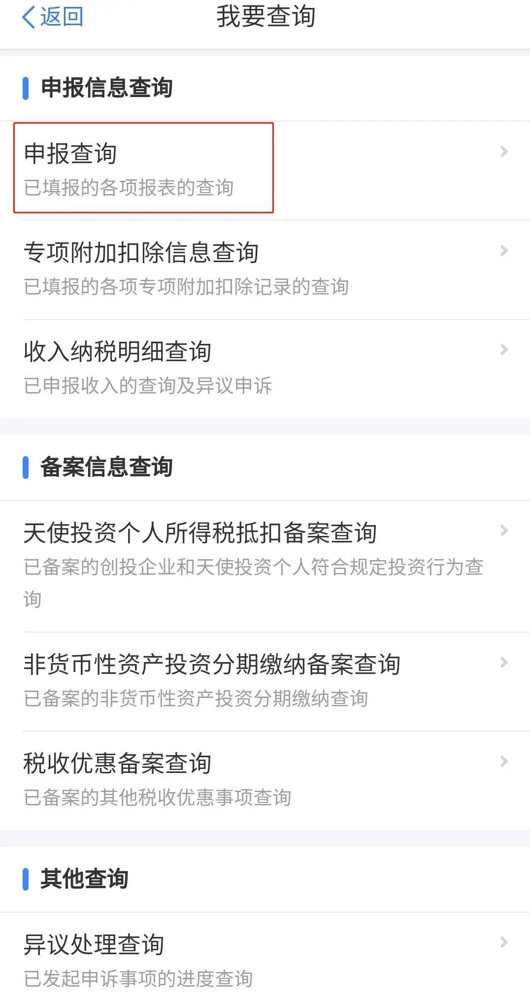 返回
我要查询
申报信息查询
申报查询
已填报的各项报表的查询
专项附加扣除信息查询
已填报的各项专项附加扣除记录的查询
收入纳税明细查询
已申报收入的查询及异议申诉
备案信息查询
天使投资个人所得税抵扣备案查询
已备案的创投企业和天使投资个人符合规定投资行为查
询
非货币性资产投资分期缴纳备案查询
已备案的非货币性资产投资分期缴纳查询
税收优惠备案查询
已备案的其他税收优惠事项查询
其他查询
异议处理查询
已发起申诉事项的进度查询